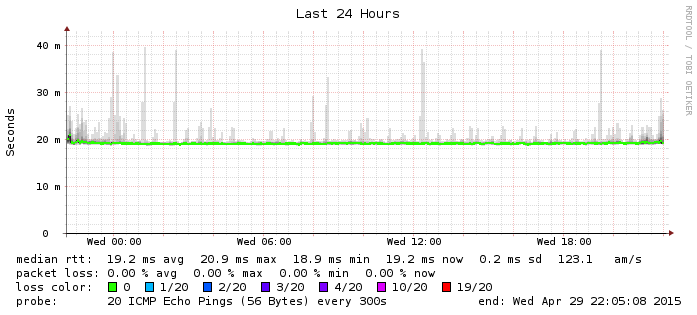 Last 24 Hours
RRDTOOL / TOBI OETIKER
Seconds
40 m
30 m
20 m
10 m
0
Wed 00:00 Wed 06:00 Wed 12:00 Wed 18:00
median rtt: 19.2 ms avg 20.9 ms max 18.9 ms min 19.2 ms now 0.2 ms sd 123.1 am/s
packet loss: 0.00 % avg 0.00 % max 0.00 % min 0.00 % now
loss color: 0 1/20 2/20 3/20 4/20 10/20 19/20
probe: 20 ICMP Echo Pings (56 Bytes) every 300s end: Wed Apr 29 22:05:08 2015